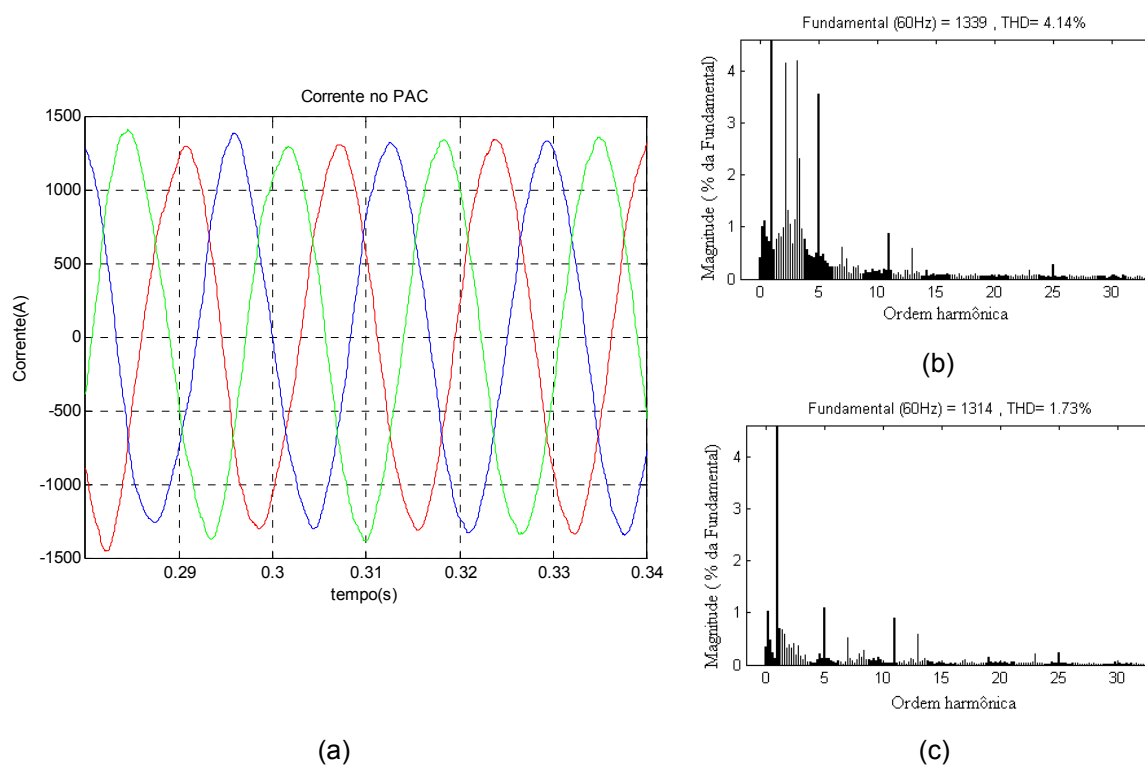 Corrente no PAC
1500
1000
500
0
-500
-1000
-1500
Corrente(A)
0.29 0.3 0.31 0.32 0.33 0.34
tempo(s)
(a)
Fundamental (60Hz) = 1339 , THD= 4.14%
4
3
2
1
0
Magnitude ( % da Fundamental)
0 5 10 15 20 25 30
Ordem harmônica
(b)
Fundamental (60Hz) = 1314 , THD= 1.73%
4
3
2
1
0
Magnitude ( % da Fundamental)
0 5 10 15 20 25 30
Ordem harmônica
(c)